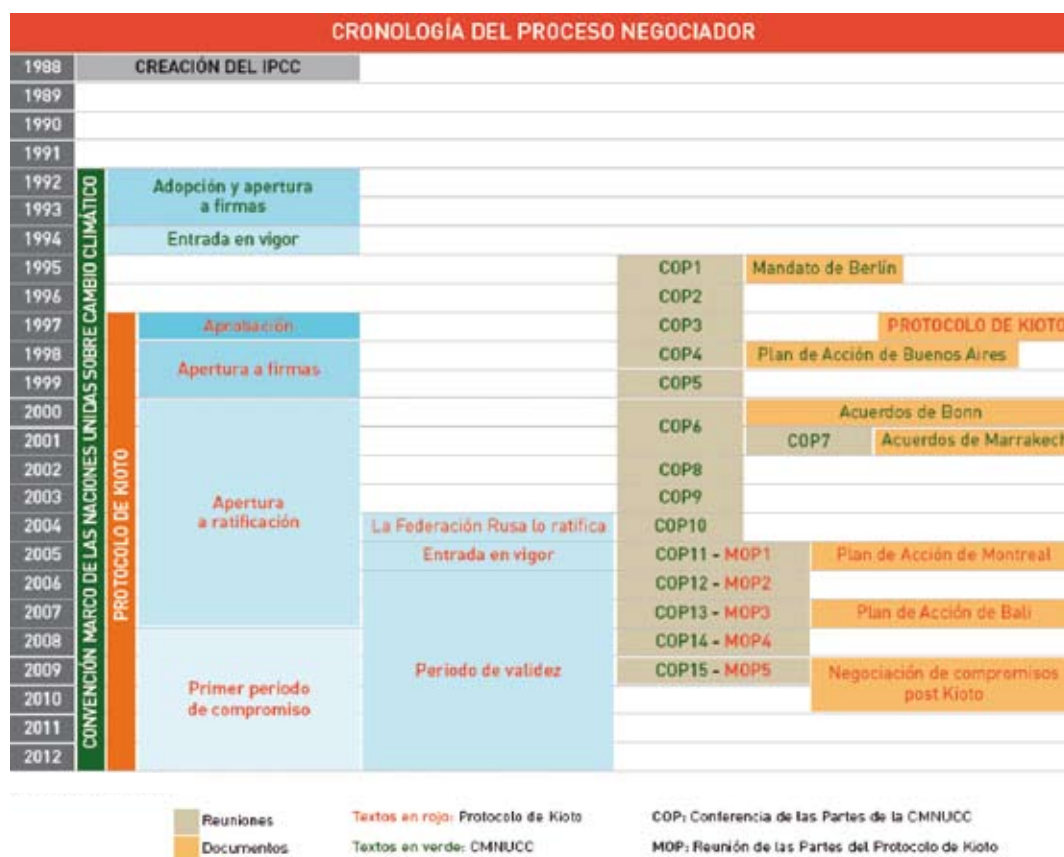 CRONOLOGÍA DEL PROCESO NEGOCIADOR
1988
CREACIÓN DEL IPCC
1989
1990
1991
CONVENCIÓN MARCO DE LAS NACIONES UNIDAS SOBRE CAMBIO CLIMÁTICO
1992
Adopción y apertura
a firmas
1993
1994
Entrada en vigor
1995
COP1
Mandato de Berlín
1996
COP2
PROTOCOLO DE KIOTO
1997
Aprobación
COP3
PROTOCOLO DE KIOTO
1998
Apertura a firmas
COP4
Plan de Acción de Buenos Aires
1999
COP5
2000
COP6
Acuerdos de Bonn
2001
COP7
Acuerdos de Marrakech
2002
COP8
2003
Apertura
a ratificación
COP9
2004
La Federación Rusa lo ratifica
COP10
2005
Entrada en vigor
COP11 - MOP1
Plan de Acción de Montreal
2006
COP12 - MOP2
2007
COP13 - MOP3
Plan de Acción de Bali
2008
COP14 - MOP4
2009
Primer período
de compromiso
Período de validez
COP15 - MOP5
Negociación de compromisos
post Kioto
2010
2011
2012
Reuniones
Textos en rojo: Protocolo de Kioto
COP: Conferencia de las Partes de la CMNUCC
Documentos
Textos en verde: CMNUCC
MOP: Reunión de las Partes del Protocolo de Kioto